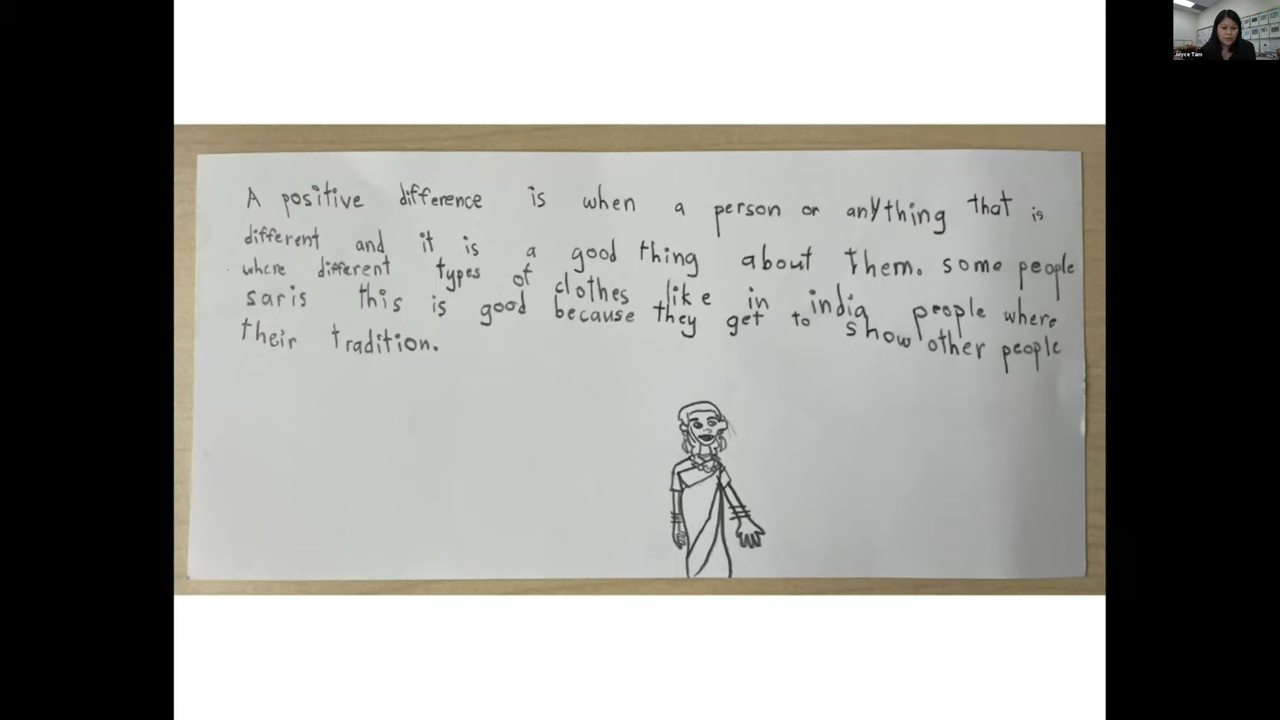 A positive difference is when a person or anything that is
different and it is a good thing about them. some people
where different types of clothes like in india people where
saris this is good because they get to show other people
their tradition.
Joyce Tam